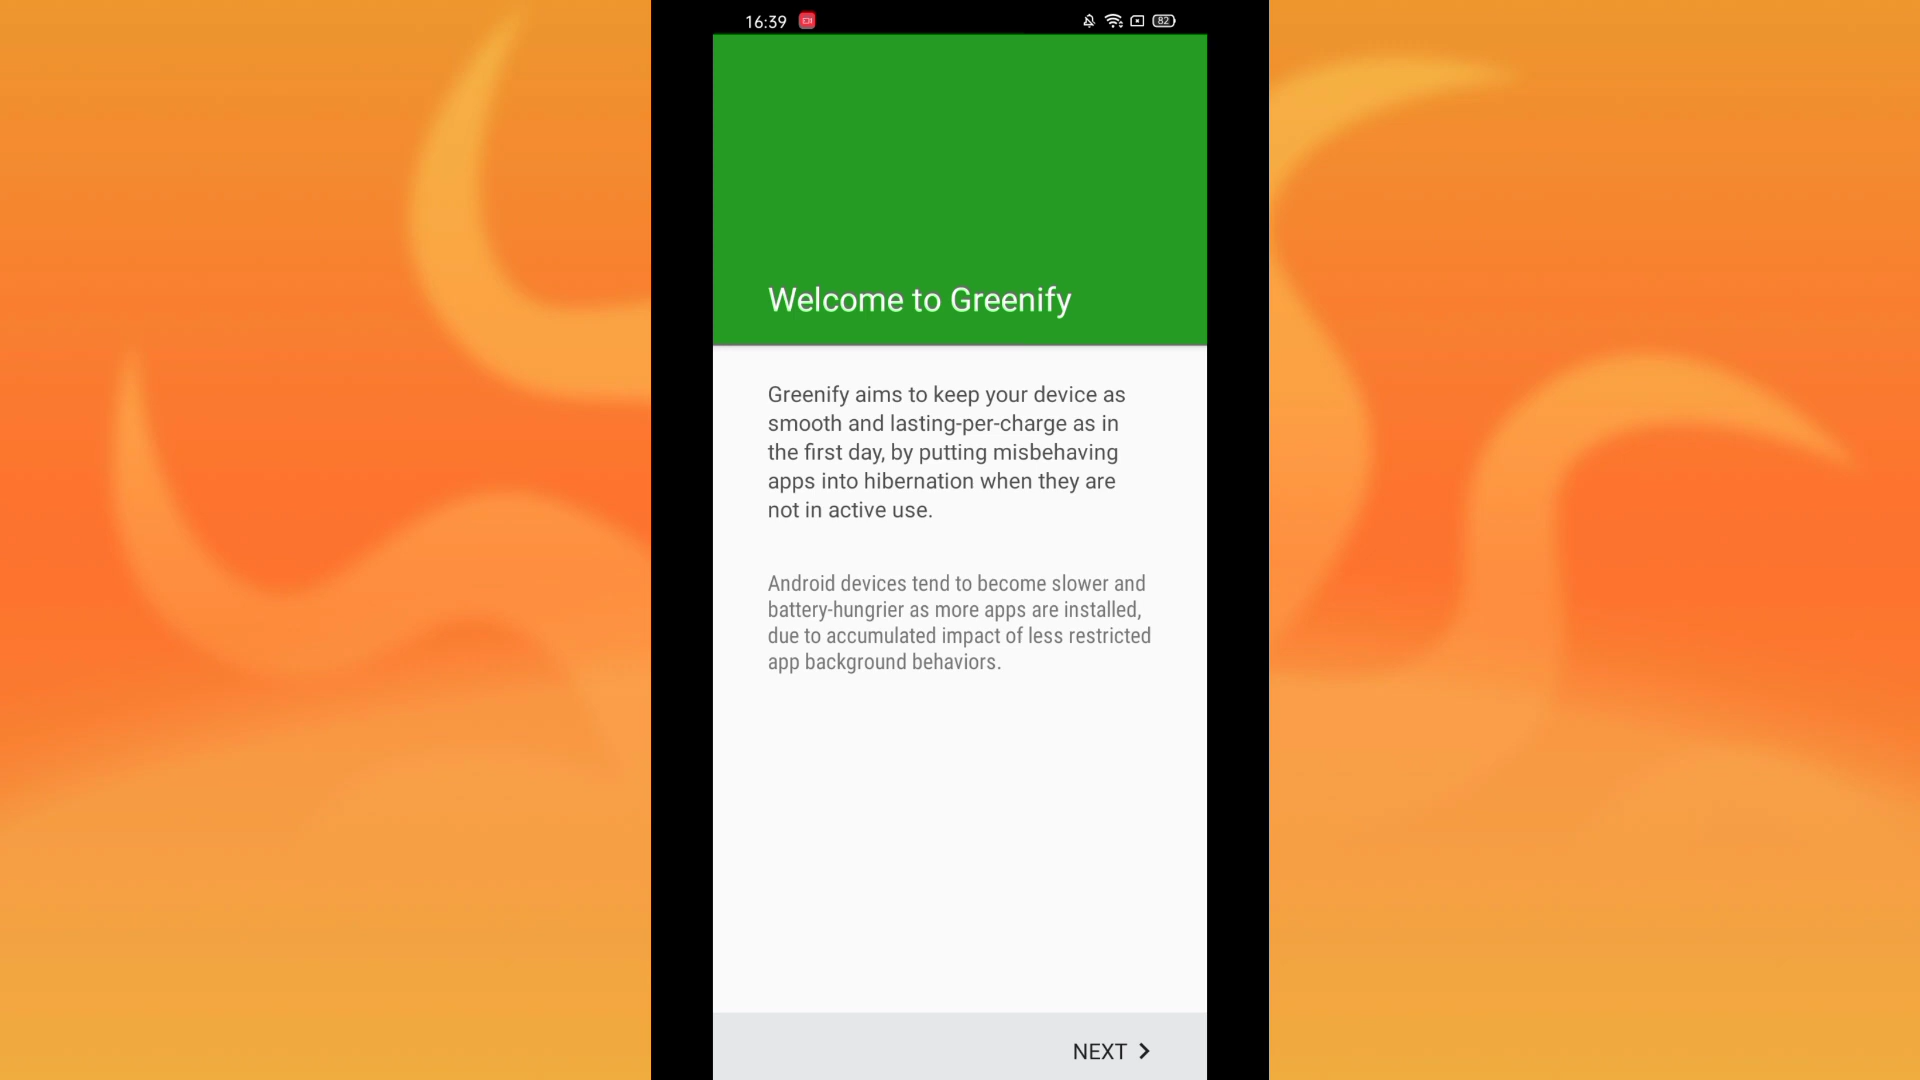 16:39
82
Welcome to Greenify
Greenify aims to keep your device as
smooth and lasting-per-charge as in
the first day, by putting misbehaving
apps into hibernation when they are
not in active use.
Android devices tend to become slower and
battery-hungrier as more apps are installed,
due to accumulated impact of less restricted
app background behaviors.
NEXT